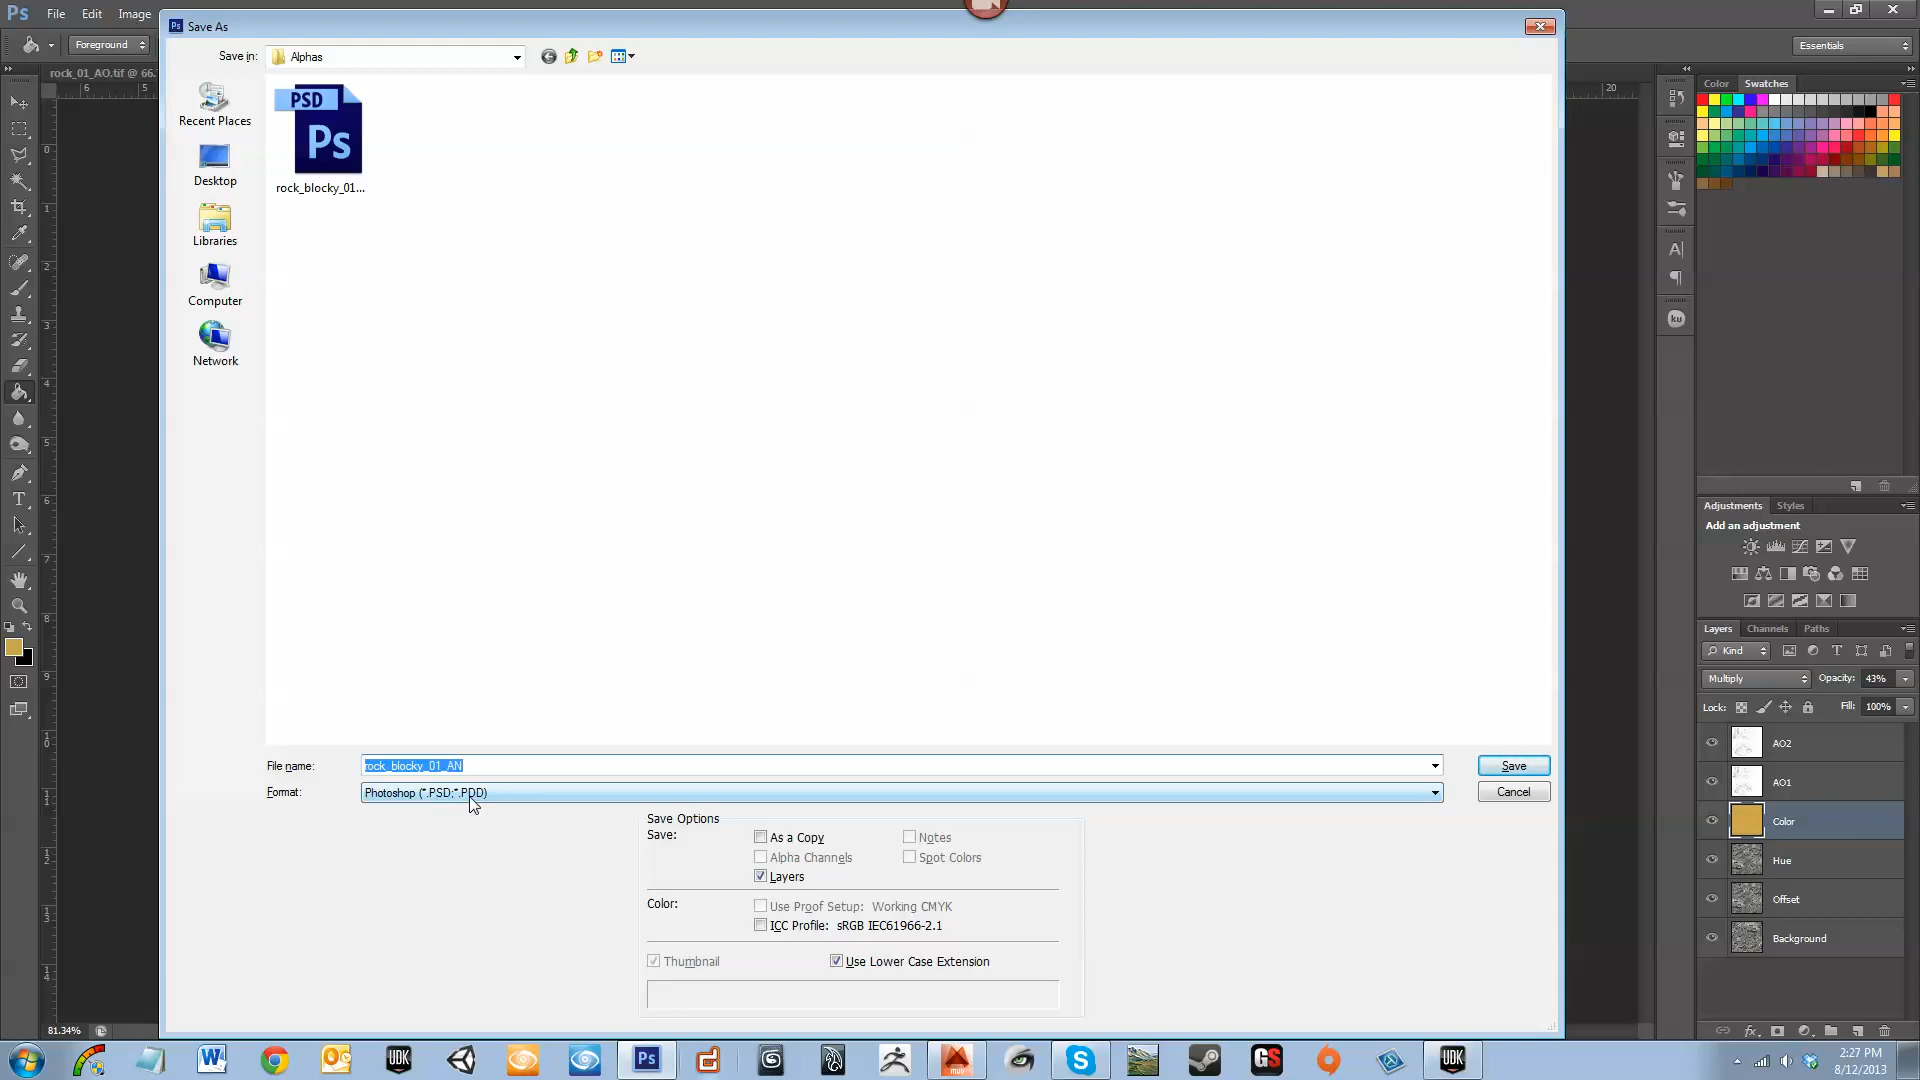 Ps File Edit Image
Save As
Foreground
Save in: Alphas
Essentials
rock_01_AO.tif @ 66.
Color Swatches
6 5 20
PSD
Ps
rock_blocky_01...
Recent Places
Desktop
Libraries
Computer
Network
Adjustments Styles
Add an adjustment
Layers Channels Paths
Kind
Multiply Opacity: 43%
Lock: Fill: 100%
AO2
AO1
Color
Hue
Offset
Background
File name: rock_blocky_01_AN Save
Format: Photoshop (*.PSD;*.PDD) Cancel
Save Options
Save: As a Copy Notes
Alpha Channels Spot Colors
Layers
Color: Use Proof Setup: Working CMYK
ICC Profile: sRGB IEC61966-2.1
Thumbnail Use Lower Case Extension
81.34%
2:27 PM
8/12/2013